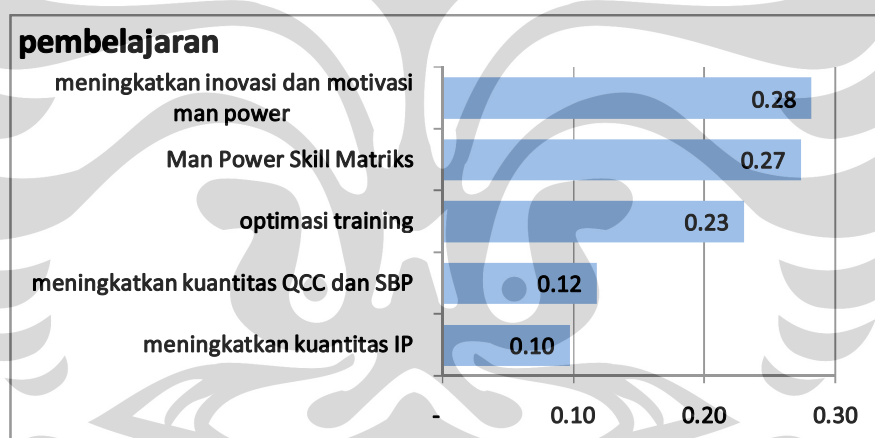 pembelajaran
meningkatkan inovasi dan motivasi
man power
0.28
Man Power Skill Matriks
0.27
optimasi training
0.23
meningkatkan kuantitas QCC dan SBP
0.12
meningkatkan kuantitas IP
0.10
- 0.10 0.20 0.30